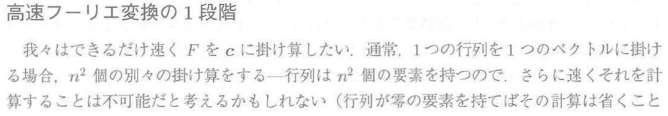 高速フーリエ変換の1段階
我々はできるだけ速く F を c に掛け算したい.通常,1つの行列を1つのベクトルに掛け
る場合,n² 個の別々の掛け算をする―行列は n² 個の要素を持つので.さらに速くそれを計
算することは不可能だと考えるかもしれない(行列が零の要素を持てばその計算は省くこと